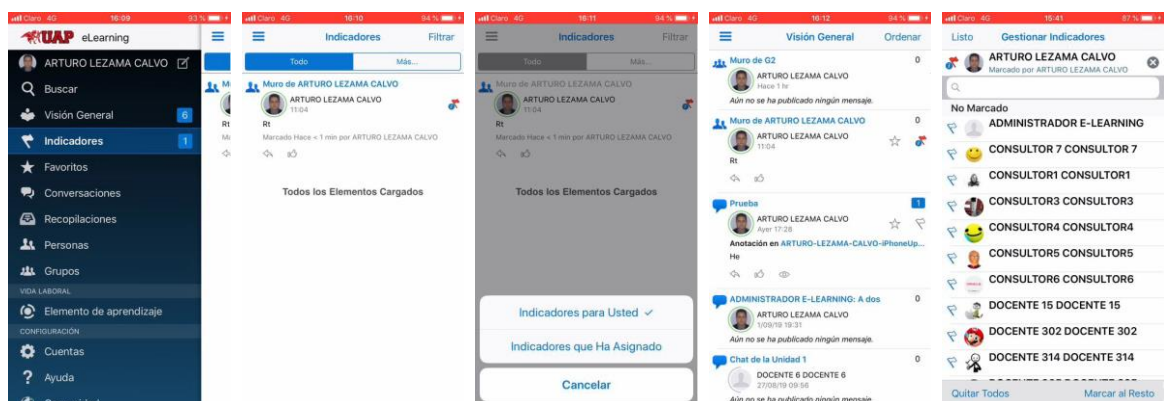 Claro 4G 16:09 93 %
UAP eLearning
ARTURO LEZAMA CALVO
Buscar
Visión General 6
Indicadores 1
Favoritos
Conversaciones
Recopilaciones
Personas
Grupos
VIDA LABORAL
Elemento de aprendizaje
CONFIGURACIÓN
Cuentas
Ayuda
Mu
Rt
Ma
Claro 4G 16:10 94 %
Indicadores Filtrar
Todo Más...
Muro de ARTURO LEZAMA CALVO
ARTURO LEZAMA CALVO
11:04
Rt
Marcado Hace < 1 min por ARTURO LEZAMA CALVO
Todos los Elementos Cargados
Claro 4G 16:11 94 %
Indicadores Filtrar
Todo Más...
Muro de ARTURO LEZAMA CALVO
ARTURO LEZAMA CALVO
11:04
Rt
Marcado Hace < 1 min por ARTURO LEZAMA CALVO
Todos los Elementos Cargados
Indicadores para Usted ✓
Indicadores que Ha Asignado
Cancelar
Claro 4G 16:12 94 %
Visión General Ordenar
Muro de G2 0
ARTURO LEZAMA CALVO
Hace 1 hr
Aún no se ha publicado ningún mensaje.
Muro de ARTURO LEZAMA CALVO 0
ARTURO LEZAMA CALVO
11:04
Rt
Prueba 1
ARTURO LEZAMA CALVO
Ayer 17:28
Anotación en ARTURO-LEZAMA-CALVO-iPhoneUp...
He
ADMINISTRADOR E-LEARNING: A dos 0
ARTURO LEZAMA CALVO
1/09/19 19:31
Aún no se ha publicado ningún mensaje.
Chat de la Unidad 1 0
DOCENTE 6 DOCENTE 6
27/08/19 09:56
Aún no se ha publicado ningún mensaje.
Claro 4G 15:41 87 %
Listo Gestionar Indicadores
ARTURO LEZAMA CALVO
Marcado por ARTURO LEZAMA CALVO
No Marcado
ADMINISTRADOR E-LEARNING
CONSULTOR 7 CONSULTOR 7
CONSULTOR1 CONSULTOR1
CONSULTOR3 CONSULTOR3
CONSULTOR4 CONSULTOR4
CONSULTOR5 CONSULTOR5
CONSULTOR6 CONSULTOR6
DOCENTE 15 DOCENTE 15
DOCENTE 302 DOCENTE 302
DOCENTE 314 DOCENTE 314
Quitar Todos Marcar al Resto